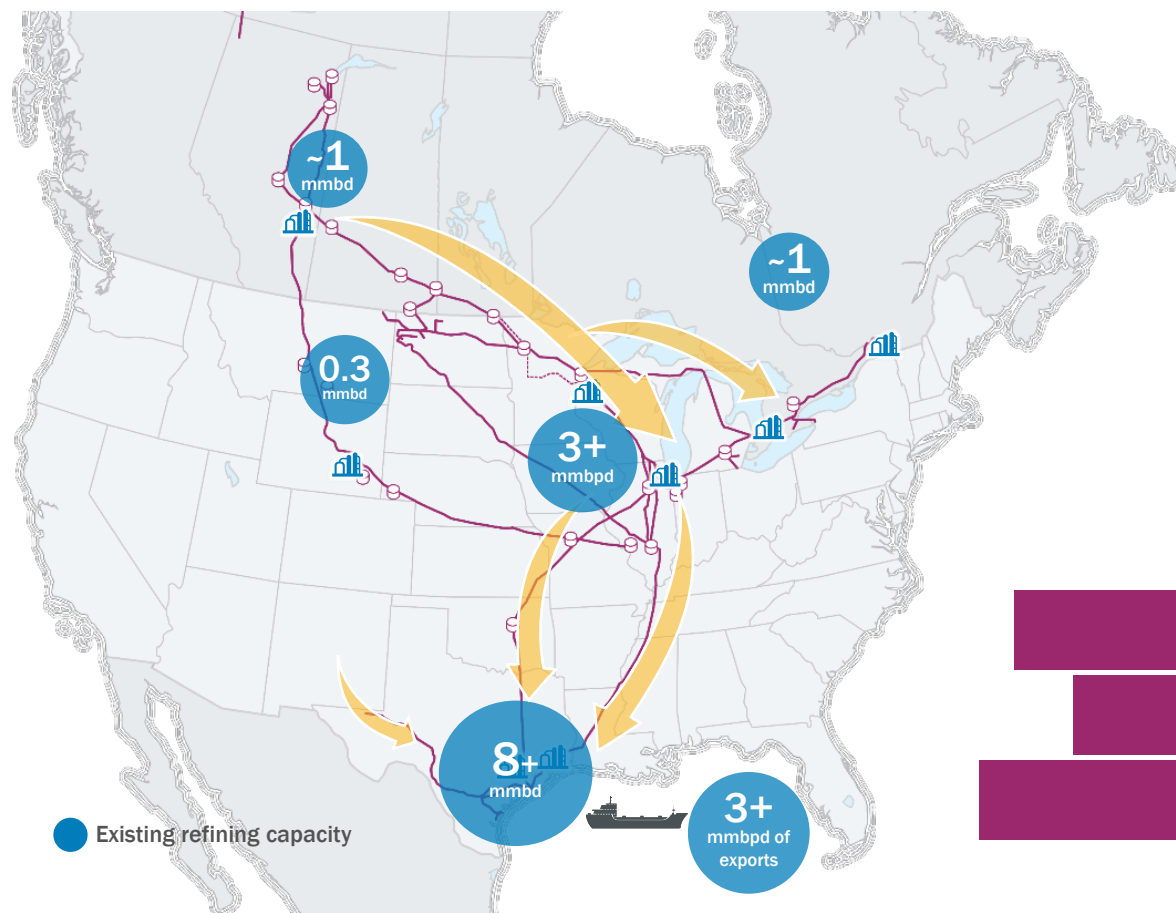 ~1
mmbd
~1
mmbd
0.3
mmbd
3+
mmbpd
8+
mmbd
3+
mmbpd of
exports
Existing refining capacity